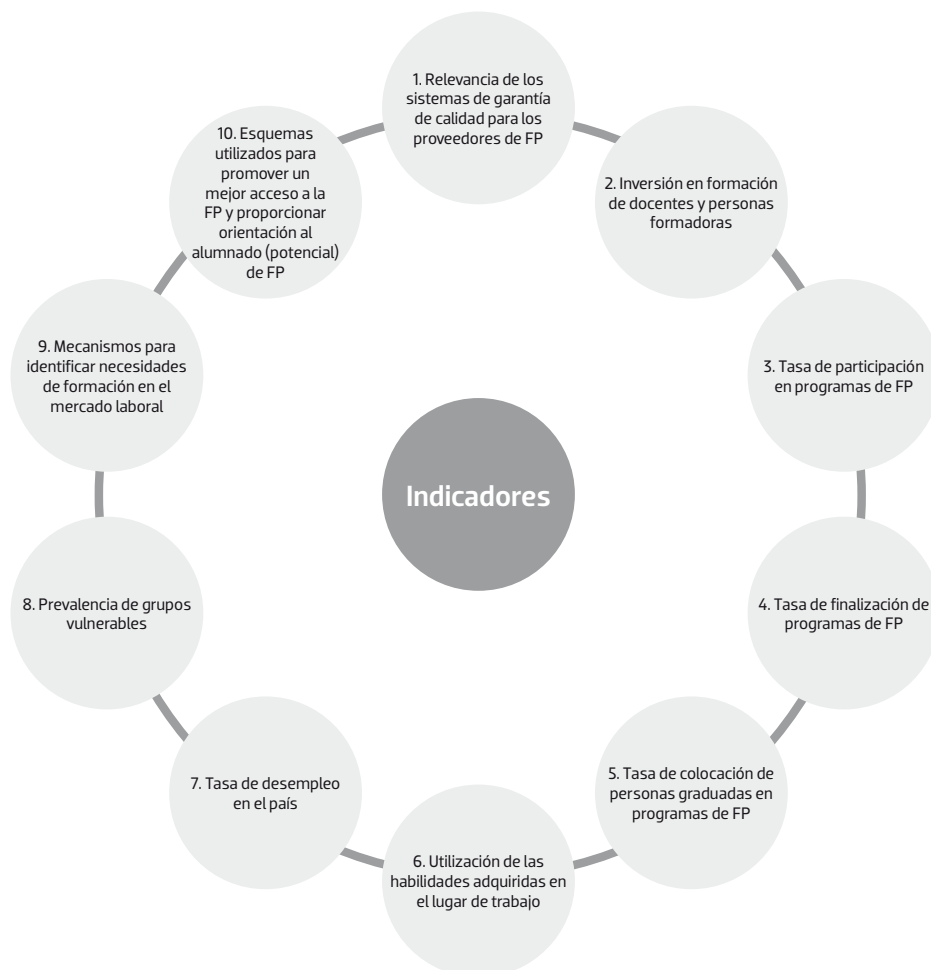 1. Relevancia de los
sistemas de garantía
de calidad para los
proveedores de FP
2. Inversión en formación
de docentes y personas
formadoras
3. Tasa de participación
en programas de FP
4. Tasa de finalización de
programas de FP
5. Tasa de colocación de
personas graduadas en
programas de FP
6. Utilización de las
habilidades adquiridas en
el lugar de trabajo
7. Tasa de desempleo
en el país
8. Prevalencia de grupos
vulnerables
9. Mecanismos para
identificar necesidades
de formación en el
mercado laboral
10. Esquemas
utilizados para
promover un
mejor acceso a la
FP y proporcionar
orientación al
alumnado (potencial)
de FP
Indicadores